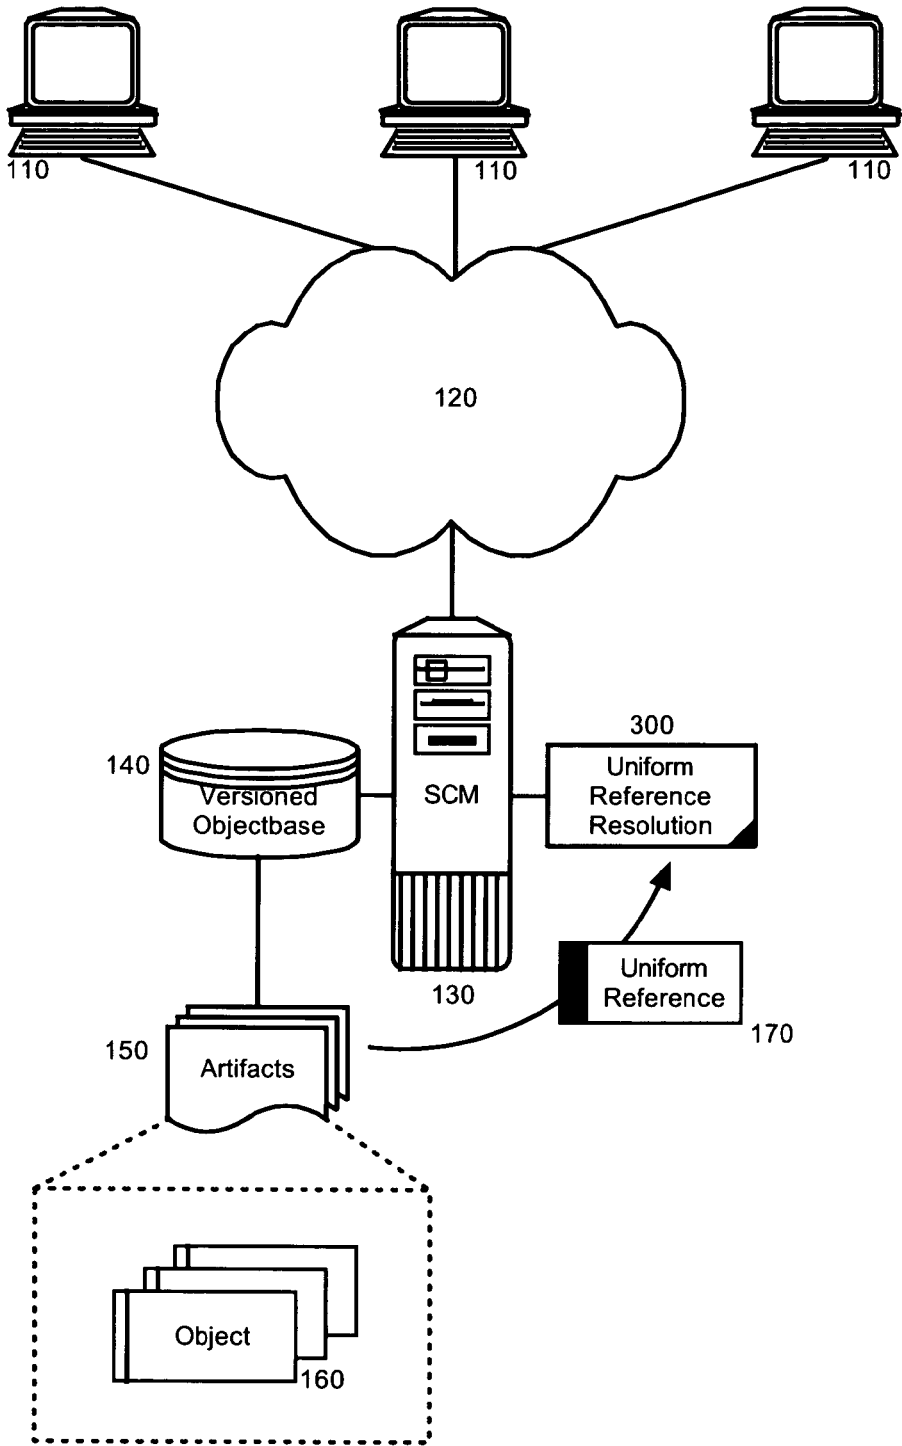 110
110
110
120
300
140
Versioned
Objectbase
SCM
Uniform
Reference
Resolution
130
Uniform
Reference
170
150
Artifacts
Object
160